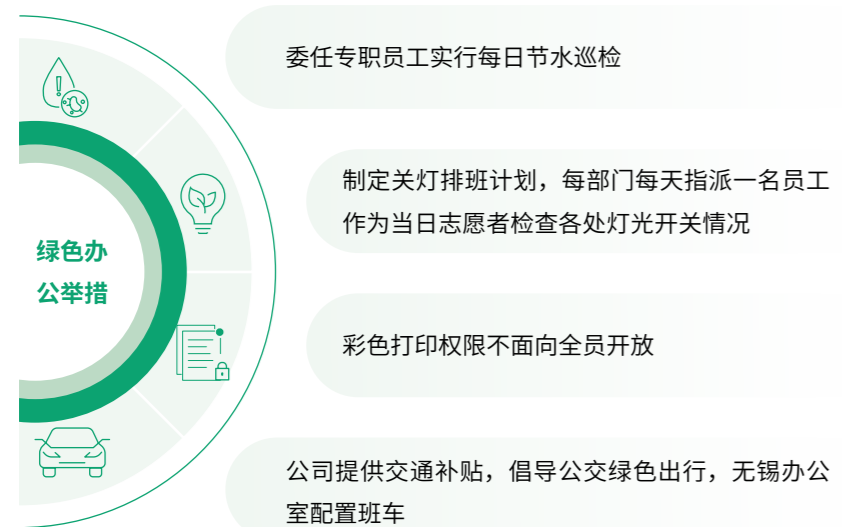 绿色办
公举措
委任专职员工实行每日节水巡检
制定关灯排班计划，每部门每天指派一名员工
作为当日志愿者检查各处灯光开关情况
彩色打印权限不面向全员开放
公司提供交通补贴，倡导公交绿色出行，无锡办公
室配置班车